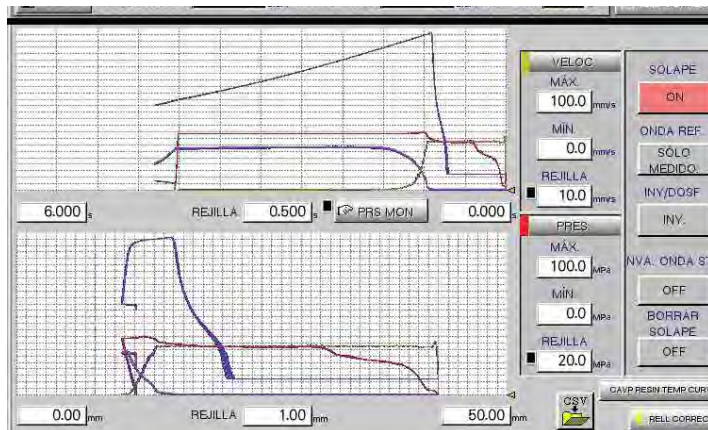 VELOC
MÁX.
100.0 mm/s
MÍN
0.0 mm/s
REJILLA
10.0 mm/s
SOLAPE
ON
ONDA REF.
SÓLO
MEDIDO.
INV/DOSF
INV.
6.000 s
REJILLA
0.500 s
PRS MON
0.000 s
PRES
MÁX.
100.0 MPa
MÍN
0.0 MPa
REJILLA
20.0 MPa
NVA. ONDA ST
OFF
BORRAR
SOLAPE
OFF
0.00 mm
REJILLA
1.00 mm
50.00 mm
CSV
CAVP RESIN TEMP CUR
RELL CORREC